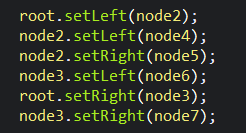 root.setLeft(node2);
node2.setLeft(node4);
node2.setRight(node5);
node3.setLeft(node6);
root.setRight(node3);
node3.setRight(node7);